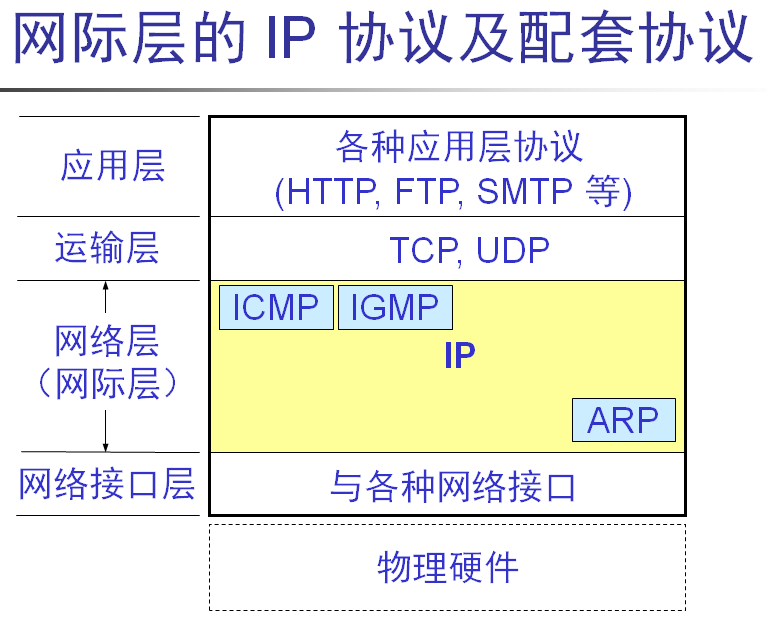 网际层的 IP 协议及配套协议
应用层
各种应用层协议
(HTTP, FTP, SMTP 等)
运输层
TCP, UDP
网络层
（网际层）
ICMP
IGMP
IP
ARP
网络接口层
与各种网络接口
物理硬件